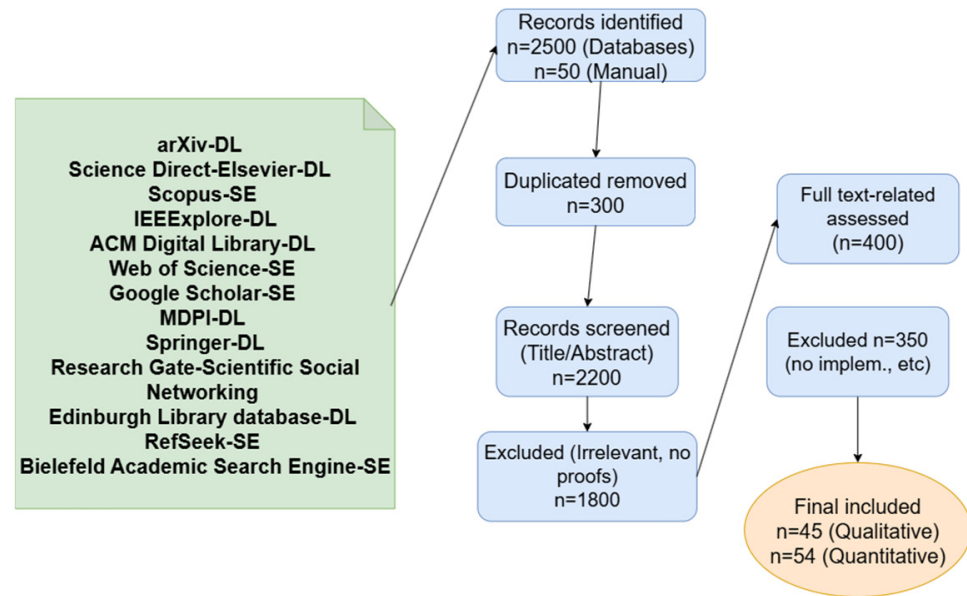 arXiv-DL
Science Direct-Elsevier-DL
Scopus-SE
IEEExplore-DL
ACM Digital Library-DL
Web of Science-SE
Google Scholar-SE
MDPI-DL
Springer-DL
Research Gate-Scientific Social
Networking
Edinburgh Library database-DL
RefSeek-SE
Bielefeld Academic Search Engine-SE
Records identified
n=2500 (Databases)
n=50 (Manual)
Duplicated removed
n=300
Records screened
(Title/Abstract)
n=2200
Excluded (Irrelevant, no
proofs)
n=1800
Full text-related
assessed
(n=400)
Excluded n=350
(no implem., etc)
Final included
n=45 (Qualitative)
n=54 (Quantitative)